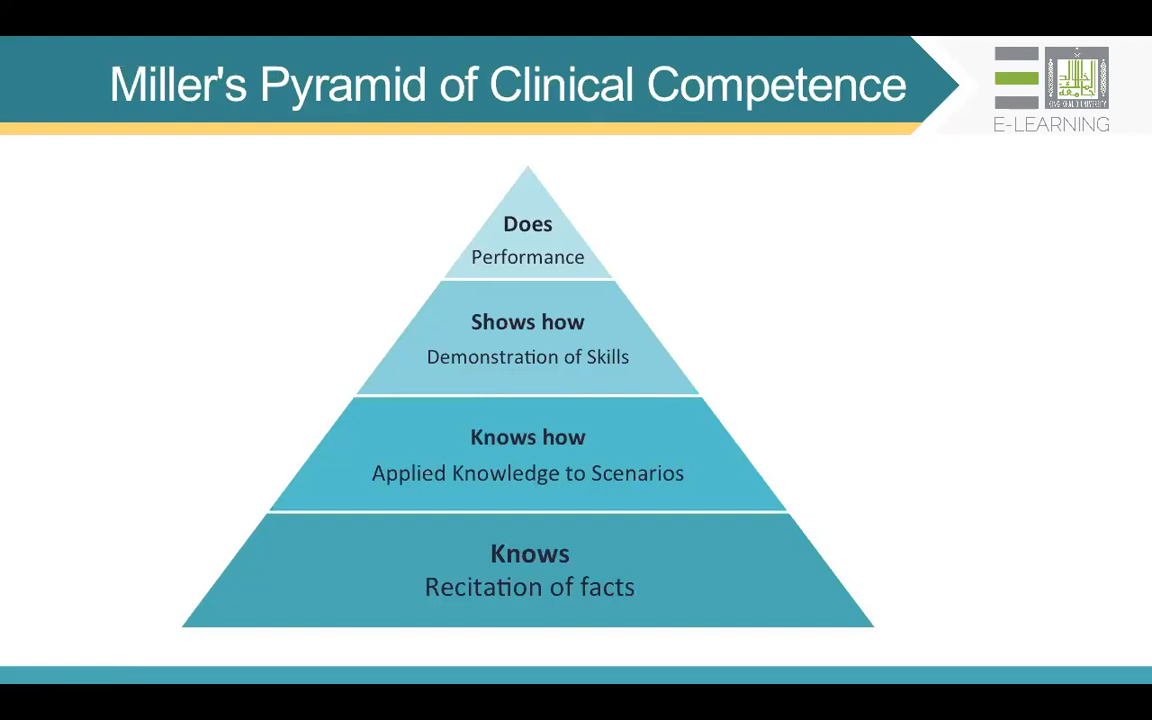 Miller's Pyramid of Clinical Competence
E-LEARNING
Does
Performance
Shows how
Demonstration of Skills
Knows how
Applied Knowledge to Scenarios
Knows
Recitation of facts